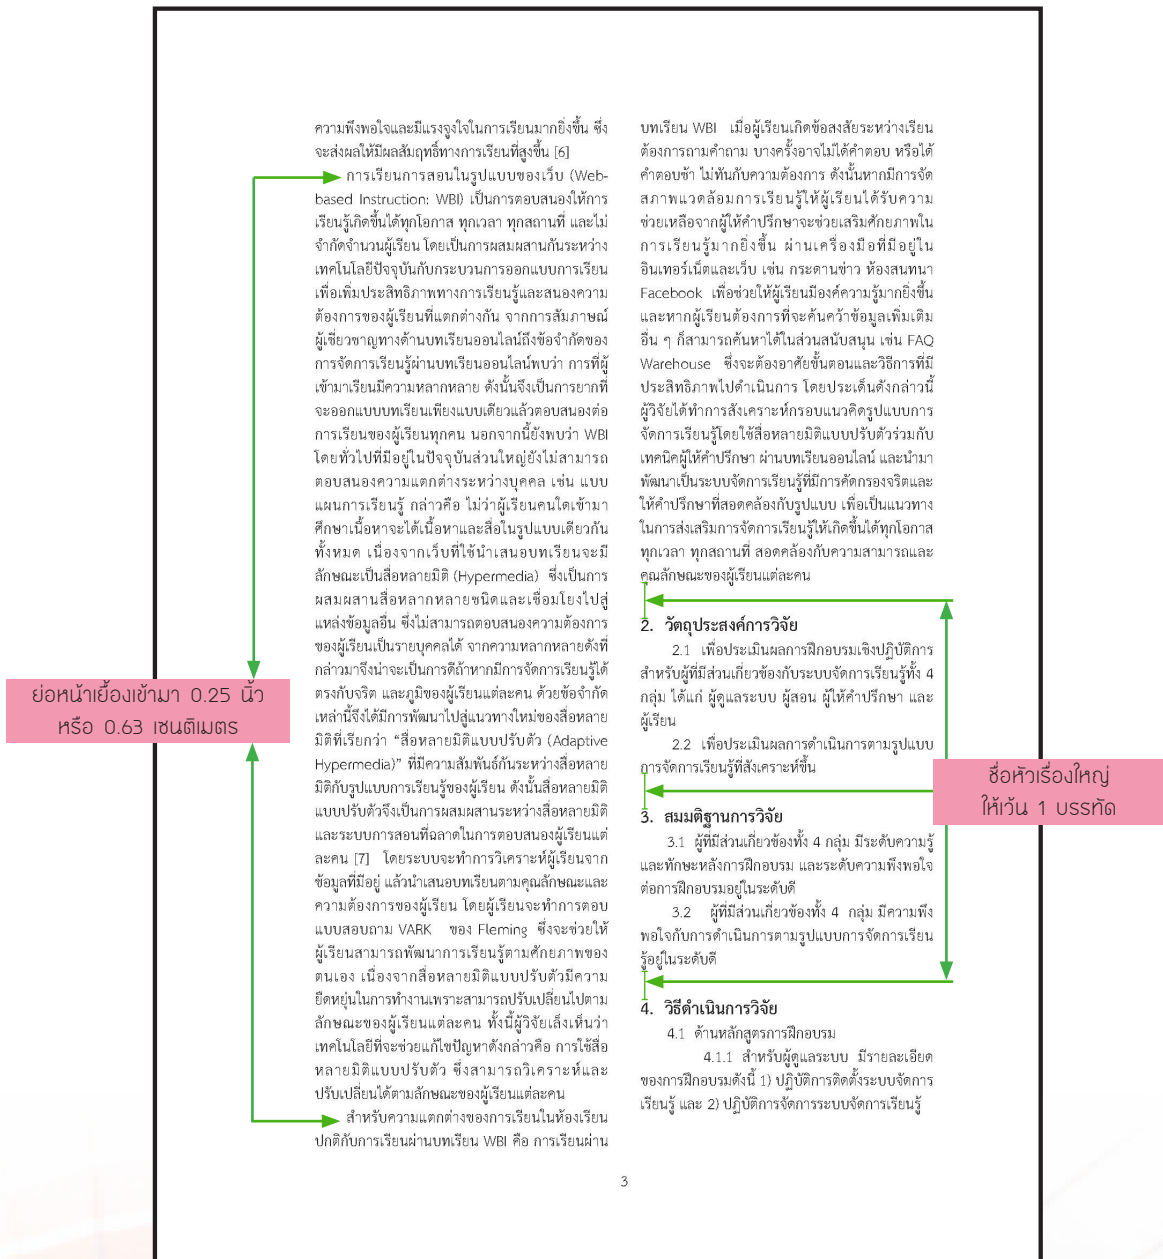 ความพึงพอใจและมีแรงจูงใจในการเรียนมากยิ่งขึ้น ซึ่ง
จะส่งผลให้มีผลสัมฤทธิ์ทางการเรียนที่สูงขึ้น [6]
การเรียนการสอนในรูปแบบของเว็บ (Web-
based Instruction: WBI) เป็นการตอบสนองให้การ
เรียนรู้เกิดขึ้นได้ทุกโอกาส ทุกเวลา ทุกสถานที่ และไม่
จำกัดจำนวนผู้เรียน โดยเป็นการผสมผสานกันระหว่าง
เทคโนโลยีปัจจุบันกับกระบวนการออกแบบการเรียน
เพื่อเพิ่มประสิทธิภาพทางการเรียนรู้และสนองความ
ต้องการของผู้เรียนที่แตกต่างกัน จากการสัมภาษณ์
ผู้เชี่ยวชาญทางด้านบทเรียนออนไลน์ถึงข้อจำกัดของ
การจัดการเรียนรู้ผ่านบทเรียนออนไลน์พบว่า การที่ผู้
เข้ามาเรียนมีความหลากหลาย ดังนั้นจึงเป็นการยากที่
จะออกแบบบทเรียนเพียงแบบเดียวแล้วตอบสนองต่อ
การเรียนของผู้เรียนทุกคน นอกจากนี้ยังพบว่า WBI
โดยทั่วไปที่มีอยู่ในปัจจุบันส่วนใหญ่ยังไม่สามารถ
ตอบสนองความแตกต่างระหว่างบุคคล เช่น แบบ
แผนการเรียนรู้ กล่าวคือ ไม่ว่าผู้เรียนคนใดเข้ามา
ศึกษาเนื้อหาจะได้เนื้อหาและสื่อในรูปแบบเดียวกัน
ทั้งหมด เนื่องจากเว็บที่ใช้นำเสนอบทเรียนจะมี
ลักษณะเป็นสื่อหลายมิติ (Hypermedia) ซึ่งเป็นการ
ผสมผสานสื่อหลากหลายชนิดและเชื่อมโยงไปสู่
แหล่งข้อมูลอื่น ซึ่งไม่สามารถตอบสนองความต้องการ
ของผู้เรียนเป็นรายบุคคลได้ จากความหลากหลายดังที่
กล่าวมาจึงน่าจะเป็นการดีถ้าหากมีการจัดการเรียนรู้ได้
ตรงกับจริต และภูมิของผู้เรียนแต่ละคน ด้วยข้อจำกัด
เหล่านี้จึงได้มีการพัฒนาไปสู่แนวทางใหม่ของสื่อหลาย
มิติที่เรียกว่า “สื่อหลายมิติแบบปรับตัว (Adaptive
Hypermedia)” ที่มีความสัมพันธ์กันระหว่างสื่อหลาย
มิติกับรูปแบบการเรียนรู้ของผู้เรียน ดังนั้นสื่อหลายมิติ
แบบปรับตัวจึงเป็นการผสมผสานระหว่างสื่อหลายมิติ
และระบบการสอนที่ฉลาดในการตอบสนองผู้เรียนแต่
ละคน [7] โดยระบบจะทำการวิเคราะห์ผู้เรียนจาก
ข้อมูลที่มีอยู่ แล้วนำเสนอบทเรียนตามคุณลักษณะและ
ความต้องการของผู้เรียน โดยผู้เรียนจะทำการตอบ
แบบสอบถาม VARK ของ Fleming ซึ่งจะช่วยให้
ผู้เรียนสามารถพัฒนาการเรียนรู้ตามศักยภาพของ
ตนเอง เนื่องจากสื่อหลายมิติแบบปรับตัวมีความ
ยืดหยุ่นในการทำงานเพราะสามารถปรับเปลี่ยนไปตาม
ลักษณะของผู้เรียนแต่ละคน ทั้งนี้ผู้วิจัยเล็งเห็นว่า
เทคโนโลยีที่จะช่วยแก้ไขปัญหาดังกล่าวคือ การใช้สื่อ
หลายมิติแบบปรับตัว ซึ่งสามารถวิเคราะห์และ
ปรับเปลี่ยนได้ตามลักษณะของผู้เรียนแต่ละคน
สำหรับความแตกต่างของการเรียนในห้องเรียน
ปกติกับการเรียนผ่านบทเรียน WBI คือ การเรียนผ่าน
บทเรียน WBI เมื่อผู้เรียนเกิดข้อสงสัยระหว่างเรียน
ต้องการถามคำถาม บางครั้งอาจไม่ได้คำตอบ หรือได้
คำตอบช้า ไม่ทันกับความต้องการ ดังนั้นหากมีการจัด
สภาพแวดล้อมการเรียนรู้ให้ผู้เรียนได้รับความ
ช่วยเหลือจากผู้ให้คำปรึกษาจะช่วยเสริมศักยภาพใน
การเรียนรู้มากยิ่งขึ้น ผ่านเครื่องมือที่มีอยู่ใน
อินเทอร์เน็ตและเว็บ เช่น กระดานข่าว ห้องสนทนา
Facebook เพื่อช่วยให้ผู้เรียนมีองค์ความรู้มากยิ่งขึ้น
และหากผู้เรียนต้องการที่จะค้นคว้าข้อมูลเพิ่มเติม
อื่น ๆ ก็สามารถค้นหาได้ในส่วนสนับสนุน เช่น FAQ
Warehouse ซึ่งจะต้องอาศัยขั้นตอนและวิธีการที่มี
ประสิทธิภาพไปดำเนินการ โดยประเด็นดังกล่าวนี้
ผู้วิจัยได้ทำการสังเคราะห์กรอบแนวคิดรูปแบบการ
จัดการเรียนรู้โดยใช้สื่อหลายมิติแบบปรับตัวร่วมกับ
เทคนิคผู้ให้คำปรึกษา ผ่านบทเรียนออนไลน์ และนำมา
พัฒนาเป็นระบบจัดการเรียนรู้ที่มีการคัดกรองจริตและ
ให้คำปรึกษาที่สอดคล้องกับรูปแบบ เพื่อเป็นแนวทาง
ในการส่งเสริมการจัดการเรียนรู้ให้เกิดขึ้นได้ทุกโอกาส
ทุกเวลา ทุกสถานที่ สอดคล้องกับความสามารถและ
คุณลักษณะของผู้เรียนแต่ละคน
2. วัตถุประสงค์การวิจัย
2.1 เพื่อประเมินผลการฝึกอบรมเชิงปฏิบัติการ
สำหรับผู้ที่มีส่วนเกี่ยวข้องกับระบบจัดการเรียนรู้ทั้ง 4
กลุ่ม ได้แก่ ผู้ดูแลระบบ ผู้สอน ผู้ให้คำปรึกษา และ
ผู้เรียน
2.2 เพื่อประเมินผลการดำเนินการตามรูปแบบ
การจัดการเรียนรู้ที่สังเคราะห์ขึ้น
3. สมมติฐานการวิจัย
3.1 ผู้ที่มีส่วนเกี่ยวข้องทั้ง 4 กลุ่ม มีระดับความรู้
และทักษะหลังการฝึกอบรม และระดับความพึงพอใจ
ต่อการฝึกอบรมอยู่ในระดับดี
3.2 ผู้ที่มีส่วนเกี่ยวข้องทั้ง 4 กลุ่ม มีความพึง
พอใจกับการดำเนินการตามรูปแบบการจัดการเรียน
รู้อยู่ในระดับดี
4. วิธีดำเนินการวิจัย
4.1 ด้านหลักสูตรการฝึกอบรม
4.1.1 สำหรับผู้ดูแลระบบ มีรายละเอียด
ของการฝึกอบรมดังนี้ 1) ปฏิบัติการติดตั้งระบบจัดการ
เรียนรู้ และ 2) ปฏิบัติการจัดการระบบจัดการเรียนรู้
ย่อหน้าเยื้องเข้ามา 0.25 นิ้ว
หรือ 0.63 เซนติเมตร
ชื่อหัวเรื่องใหญ่
ให้เว้น 1 บรรทัด
3